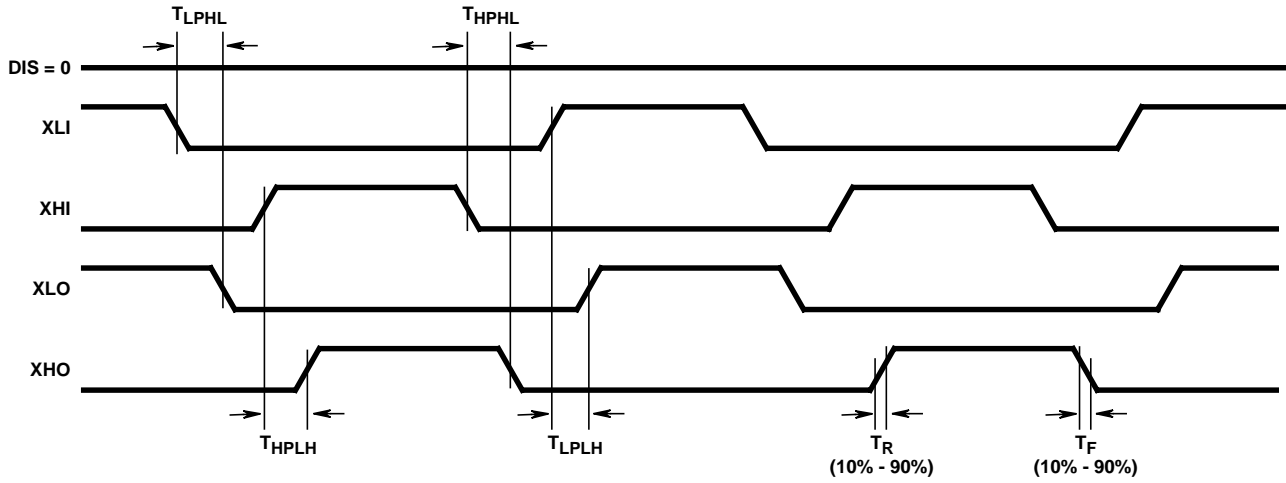 TLPHL THPHL
DIS = 0
XLI
XHI
XLO
XHO
THPLH TLPLH TR TF
(10% - 90%) (10% - 90%)